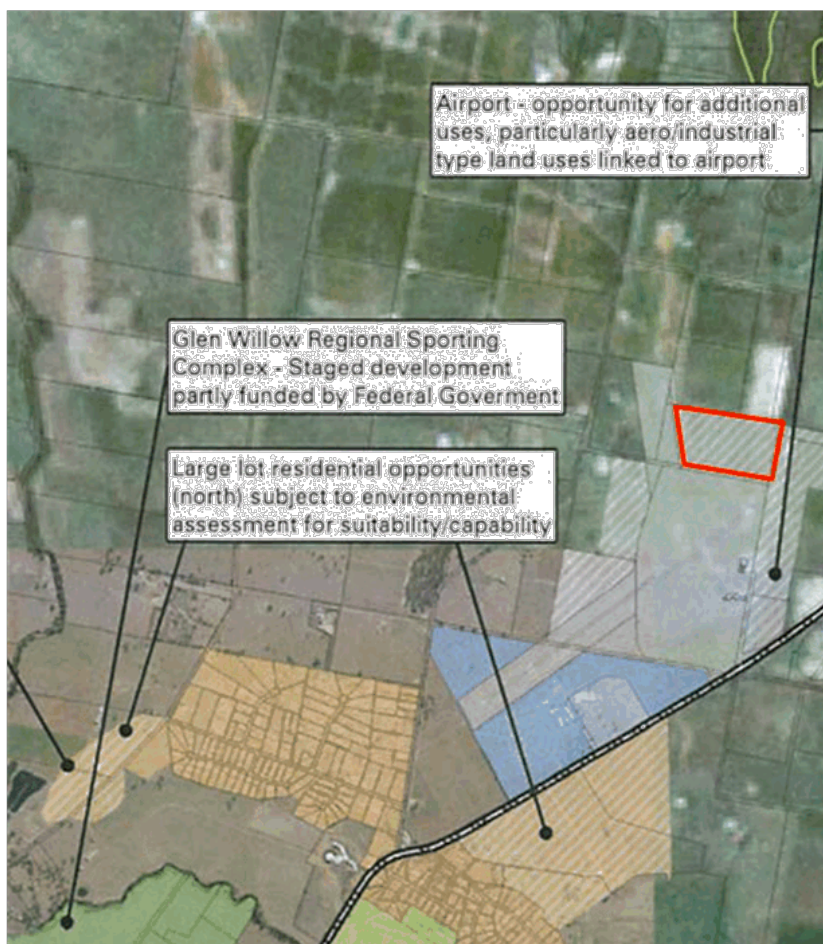 Airport - opportunity for additional
uses, particularly aero/industrial
type land uses linked to airport
Glen Willow Regional Sporting
Complex - Staged development
partly funded by Federal Goverment
Large lot residential opportunities
(north) subject to environmental
assessment for suitability/capability